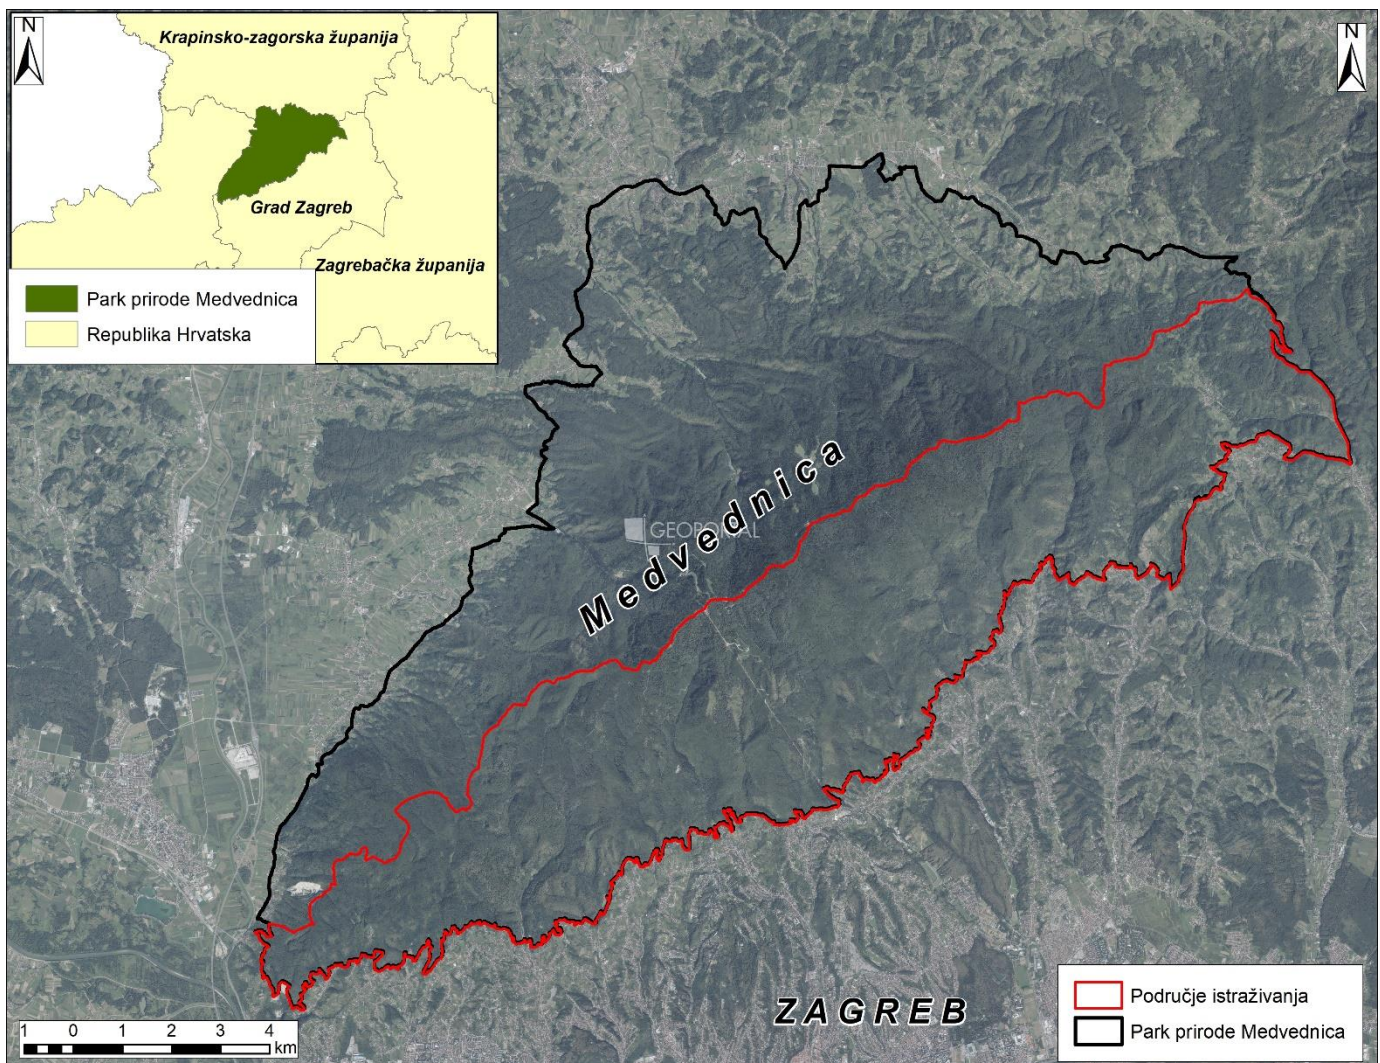 N
Krapinsko-zagorska županija
Grad Zagreb
Zagrebačka županija
Park prirode Medvednica
Republika Hrvatska
N
GEOPORTAL
Medvednica
ZAGREB
1 0 1 2 3 4
km
Područje istraživanja
Park prirode Medvednica